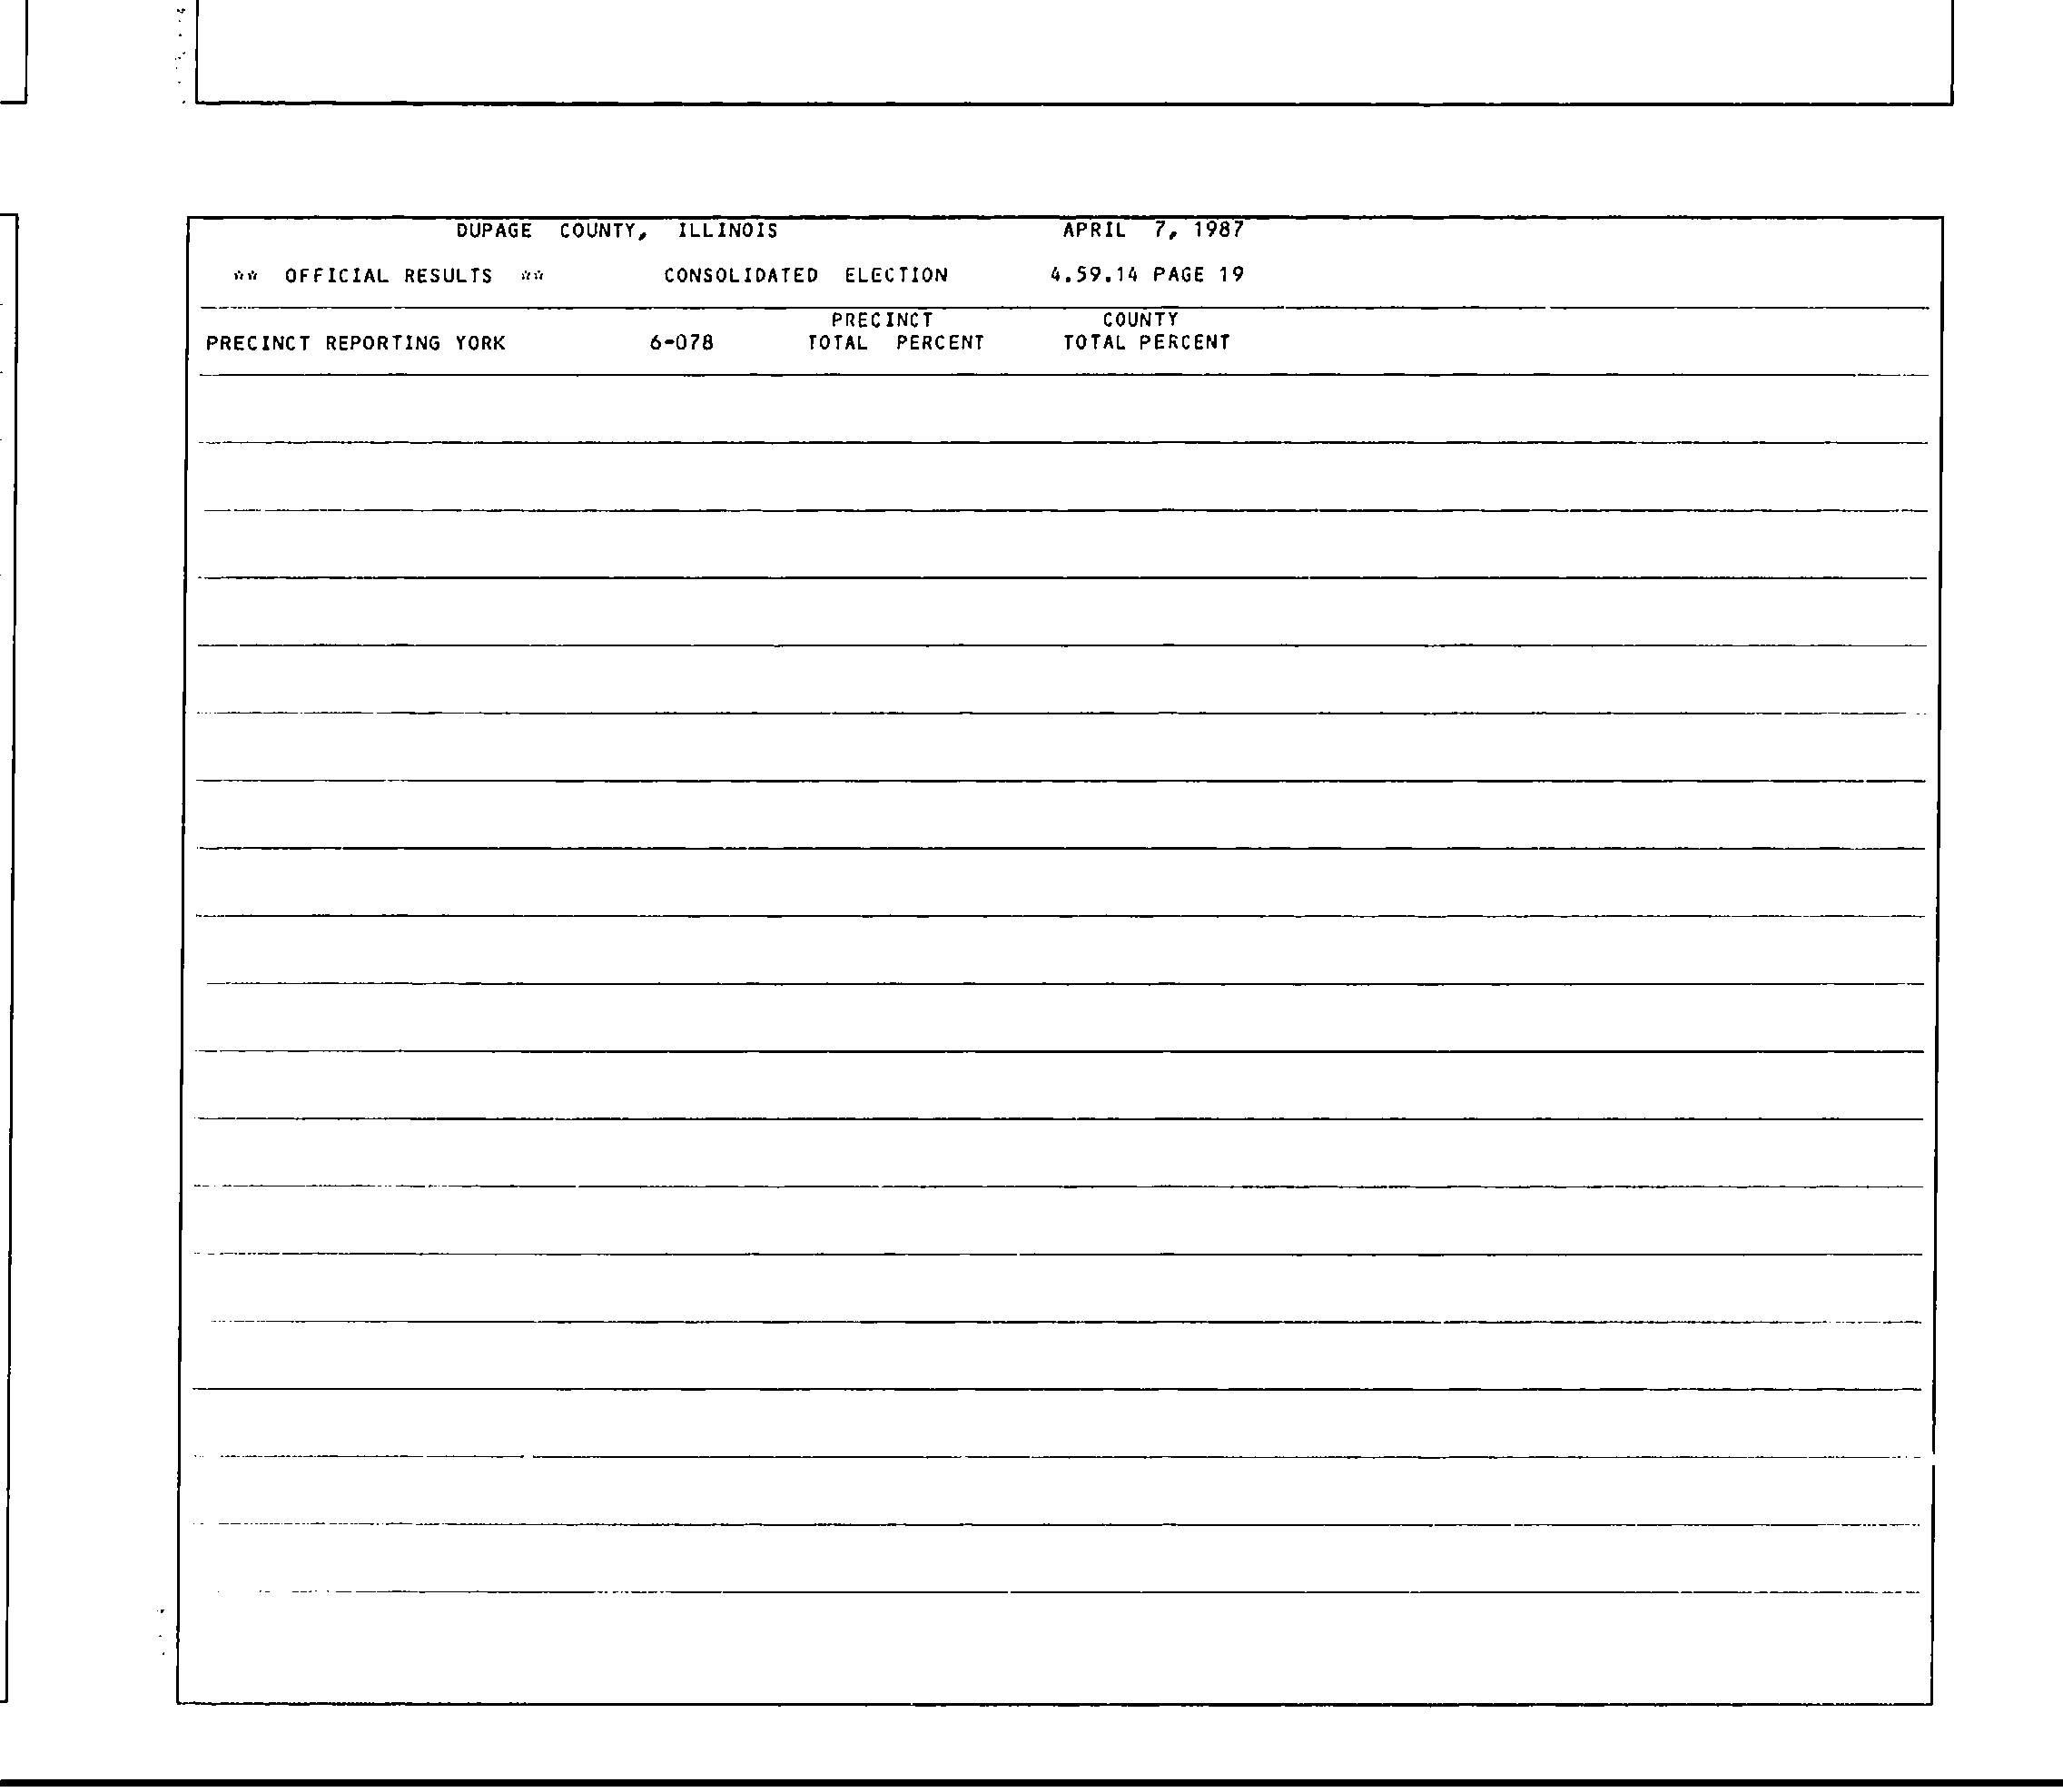 DUPAGE COUNTY, ILLINOIS APRIL 7, 1987
** OFFICIAL RESULTS ** CONSOLIDATED ELECTION 4.59.14 PAGE 19
PRECINCT COUNTY
PRECINCT REPORTING YORK 6-078 TOTAL PERCENT TOTAL PERCENT